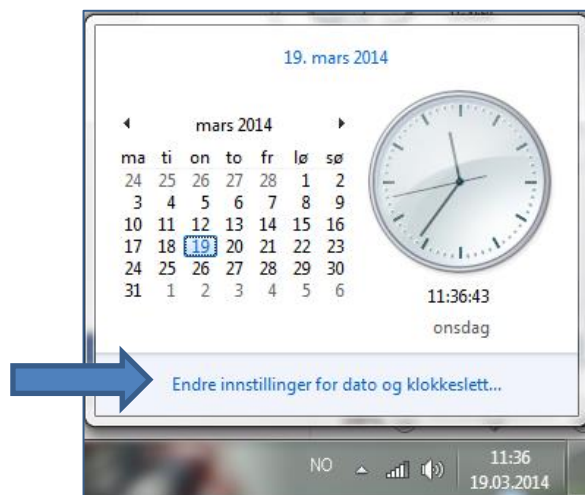 19. mars 2014
mars 2014
ma ti on to fr lø sø
24 25 26 27 28 1 2
3 4 5 6 7 8 9
10 11 12 13 14 15 16
17 18 19 20 21 22 23
24 25 26 27 28 29 30
31 1 2 3 4 5 6
11:36:43
onsdag
Endre innstillinger for dato og klokkeslett...
NO 11:36
19.03.2014